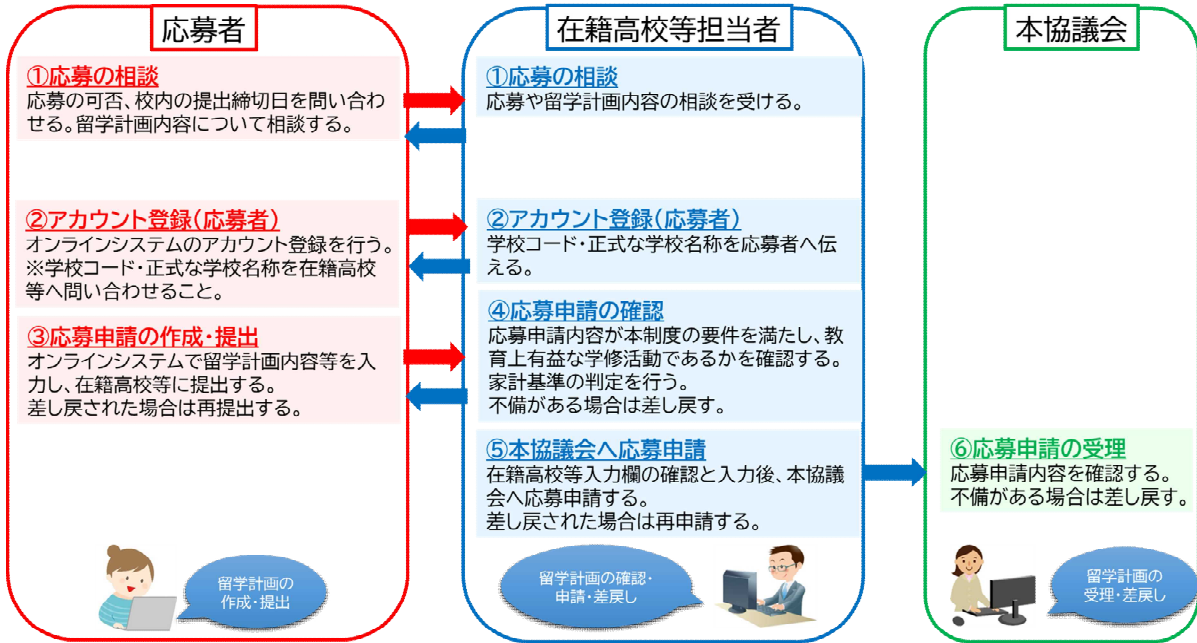 応募者
①応募の相談
応募の可否、校内の提出締切日を問い合わ
せる。留学計画内容について相談する。
②アカウント登録(応募者)
オンラインシステムのアカウント登録を行う。
※学校コード・正式な学校名称を在籍高校
等へ問い合わせること。
③応募申請の作成・提出
オンラインシステムで留学計画内容等を入
力し、在籍高校等に提出する。
差し戻された場合は再提出する。
留学計画の
作成・提出
在籍高校等担当者
①応募の相談
応募や留学計画内容の相談を受ける。
②アカウント登録(応募者)
学校コード・正式な学校名称を応募者へ伝
える。
④応募申請の確認
応募申請内容が本制度の要件を満たし、教
育上有益な学修活動であるかを確認する。
家計基準の判定を行う。
不備がある場合は差し戻す。
⑤本協議会へ応募申請
在籍高校等入力欄の確認と入力後、本協議
会へ応募申請する。
差し戻された場合は再申請する。
留学計画の確認・
申請・差戻し
本協議会
⑥応募申請の受理
応募申請内容を確認する。
不備がある場合は差し戻す。
留学計画の
受理・差戻し